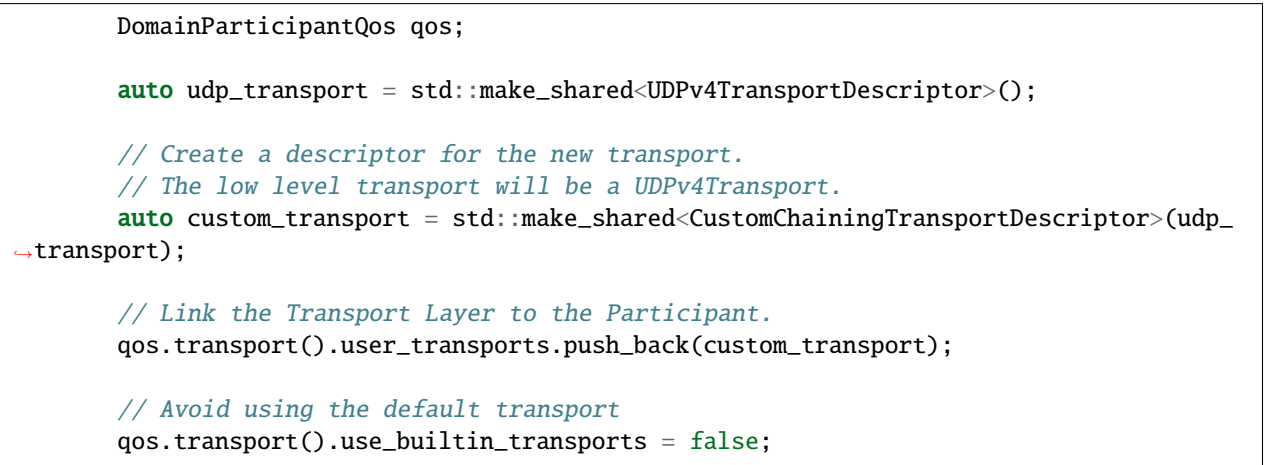 DomainParticipantQos qos;
auto udp_transport = std::make_shared<UDPv4TransportDescriptor>();
// Create a descriptor for the new transport.
// The low level transport will be a UDPv4Transport.
auto custom_transport = std::make_shared<CustomChainingTransportDescriptor>(udp_
↪transport);
// Link the Transport Layer to the Participant.
qos.transport().user_transports.push_back(custom_transport);
// Avoid using the default transport
qos.transport().use_builtin_transports = false;